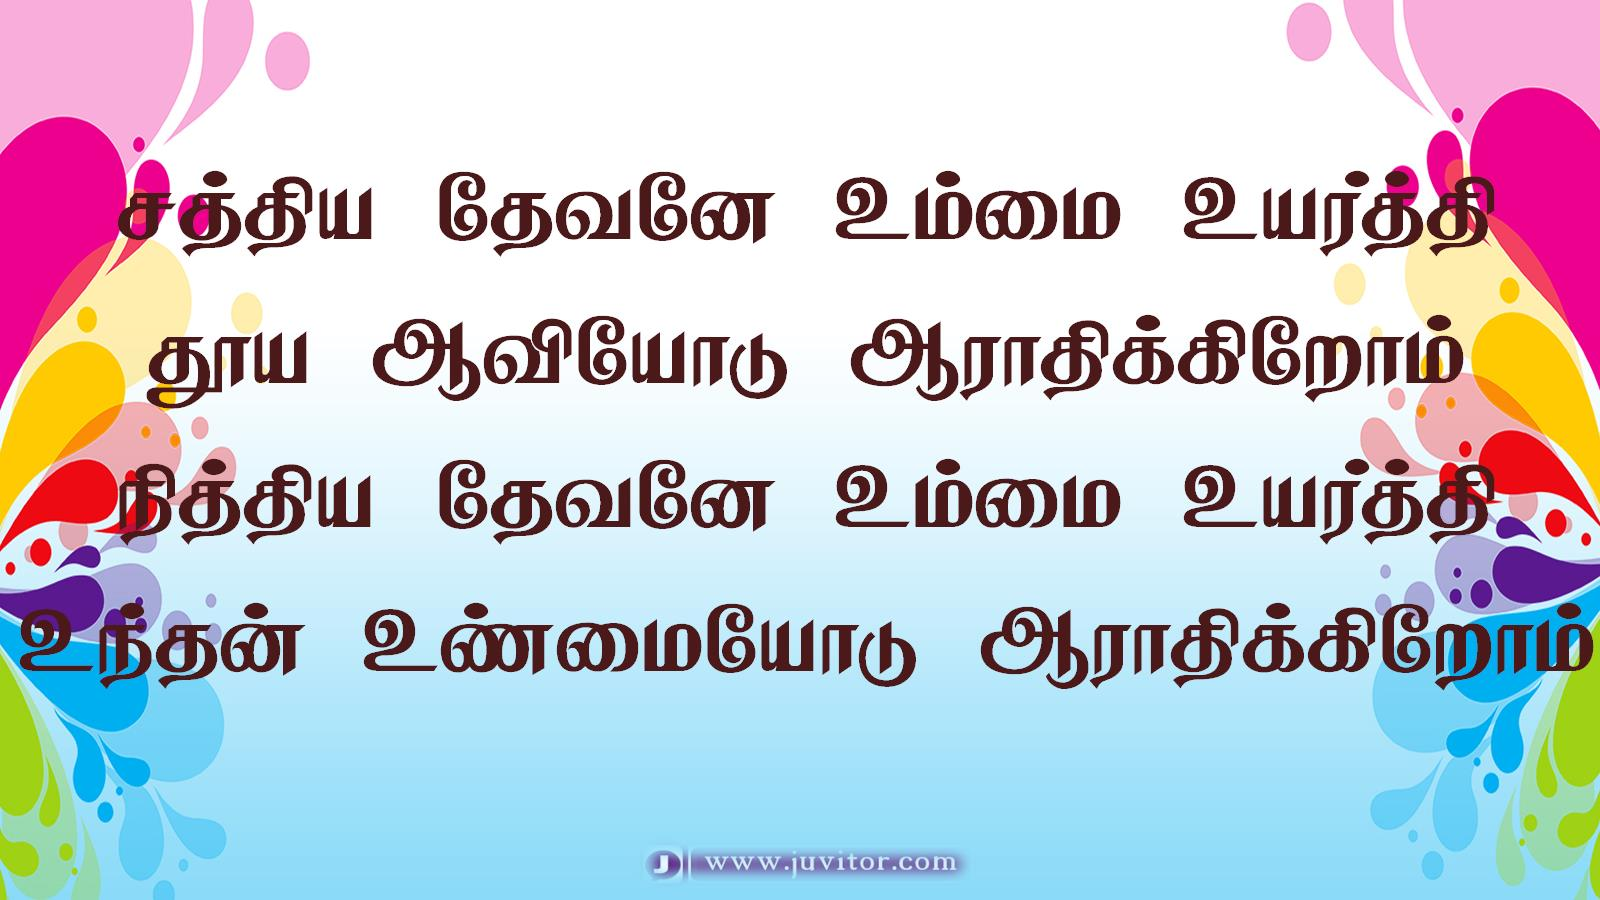 சத்திய தேவனே உம்மை உயர்த்தி
தூய ஆவியோடு ஆராதிக்கிறோம்
நித்திய தேவனே உம்மை உயர்த்தி
உந்தன் உண்மையோடு ஆராதிக்கிறோம்
J www.juvitor.com